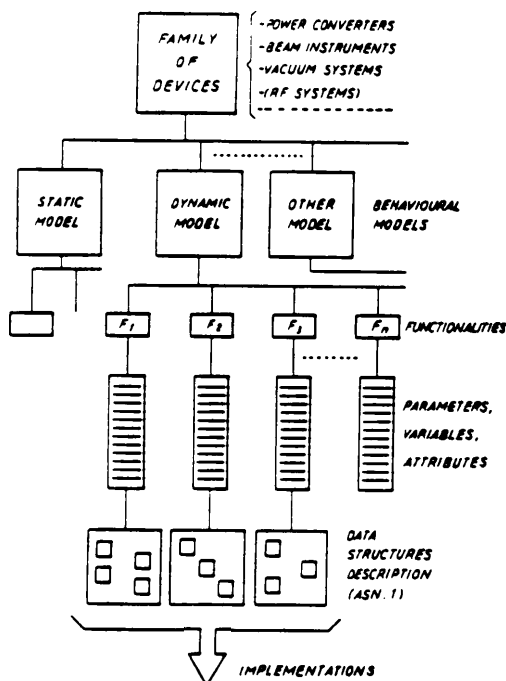 FAMILY
OF
DEVICES
-POWER CONVERTERS
-BEAM INSTRUMENTS
-VACUUM SYSTEMS
-(RF SYSTEMS)
STATIC
MODEL
DYNAMIC
MODEL
OTHER
MODEL
BEHAVIOURAL
MODELS
F1
F2
F3
Fn
FUNCTIONALITIES
PARAMETERS,
VARIABLES,
ATTRIBUTES
DATA
STRUCTURES
DESCRIPTION
(ASN.1)
IMPLEMENTATIONS